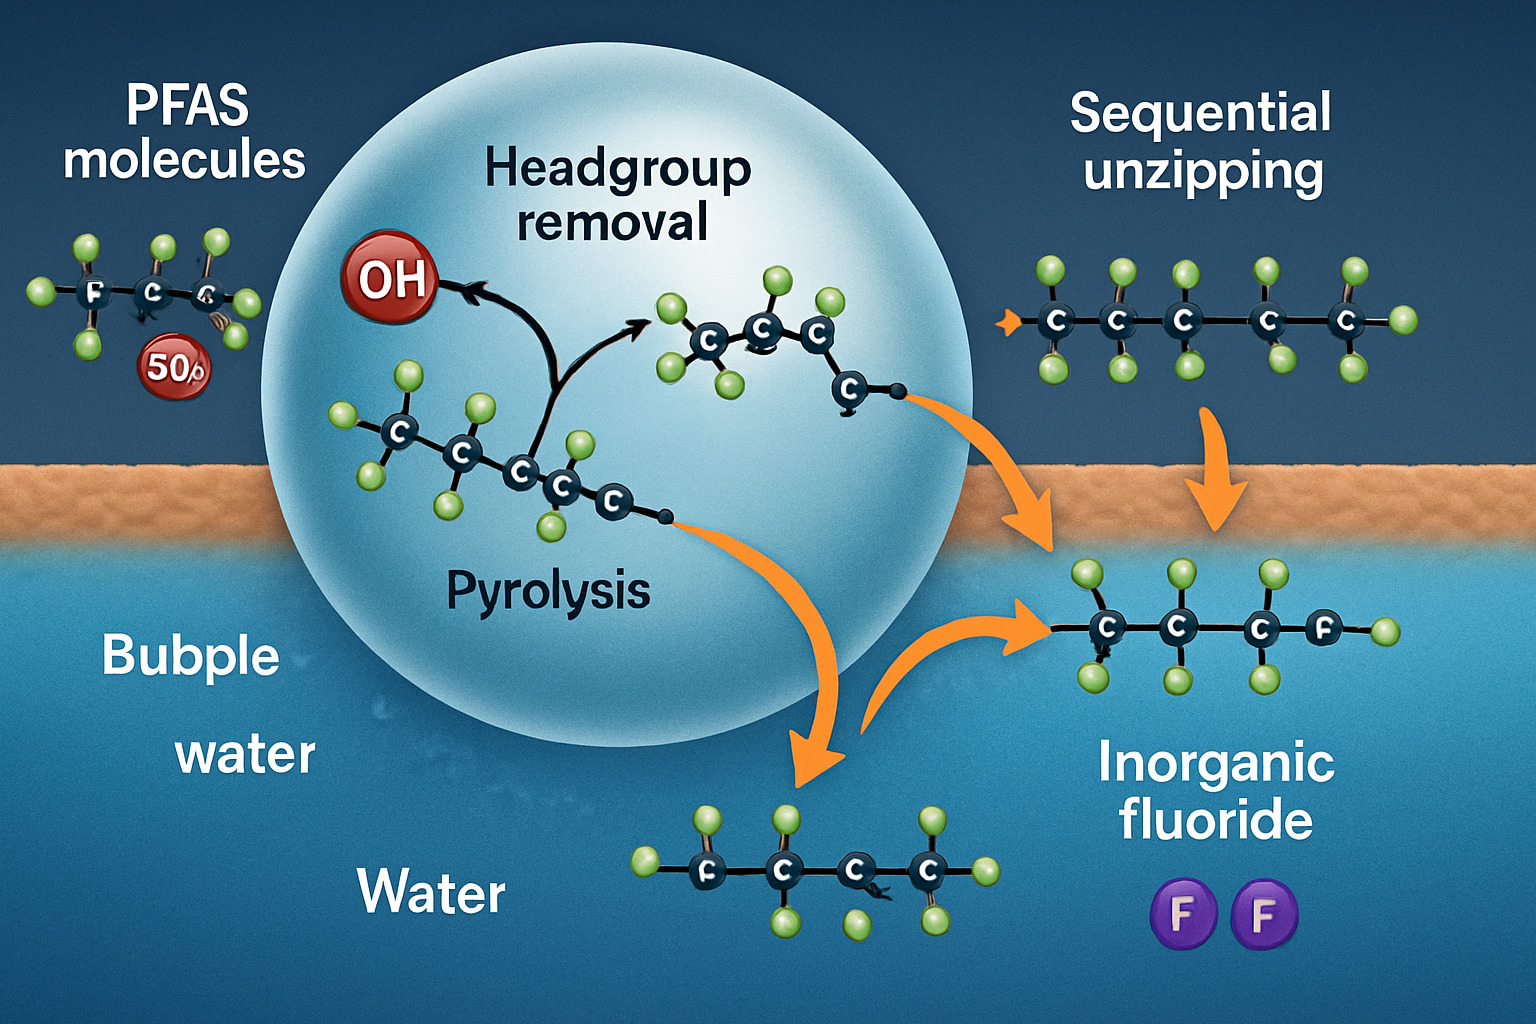 PFAS
molecules
Headgroup
removal
Sequential
unzipping
OH
F C
C C C C
C C C C C
50
C C C C C
Pyrolysis
Bubple
water
C C C F
Inorganic
fluoride
Water
C C C
F F